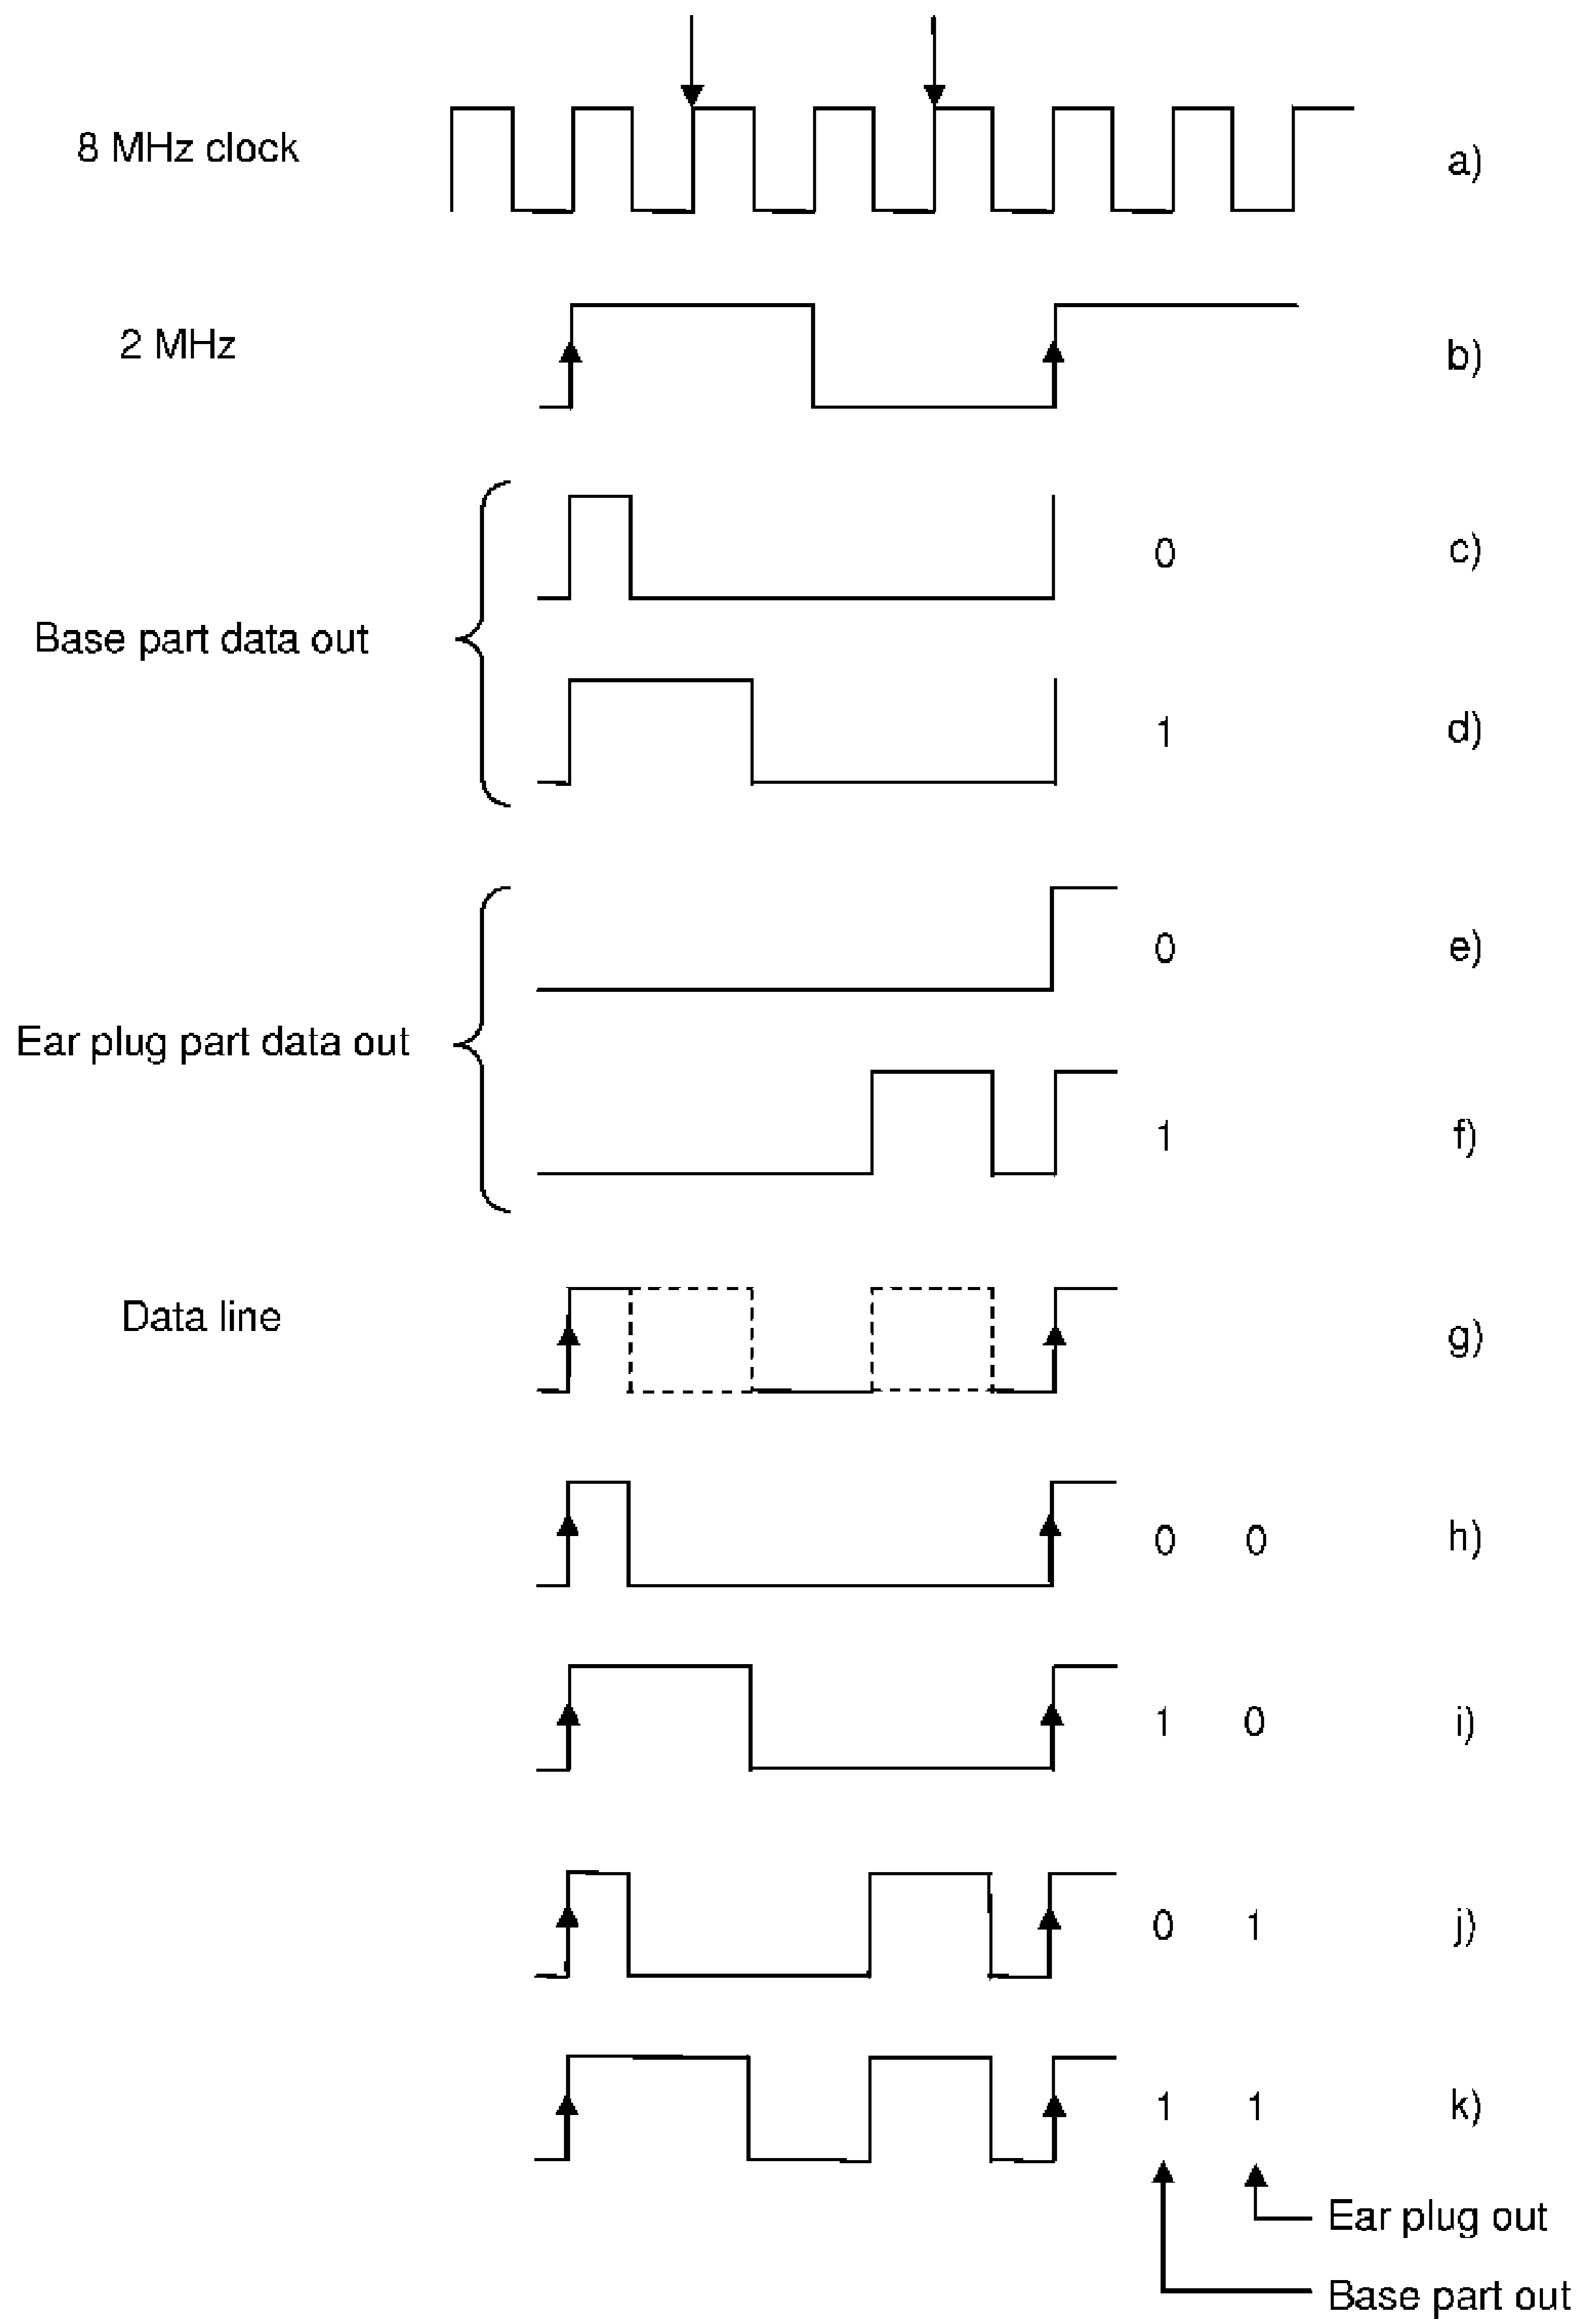 8 MHz clock a)
2 MHz b)
0 c)
Base part data out
1 d)
0 e)
Ear plug part data out
1 f)
Data line g)
0 0 h)
1 0 i)
0 1 j)
1 1 k)
Ear plug out
Base part out